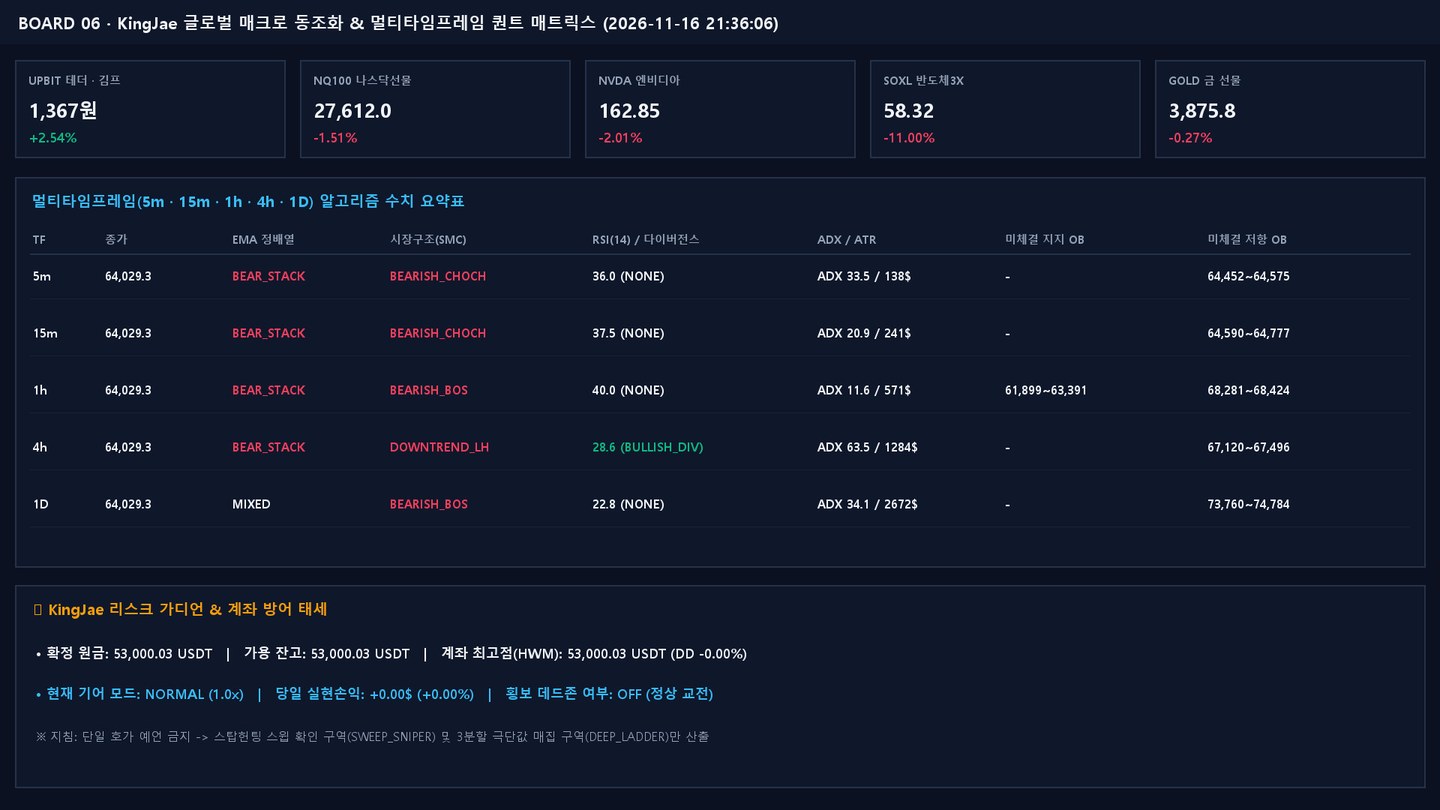 BOARD 06 · KingJae 글로벌 매크로 동조화 & 멀티타임프레임 퀀트 매트릭스 (2026-11-16 21:36:06)
UPBIT 테더 · 김프
1,367원
+2.54%
NQ100 나스닥선물
27,612.0
-1.51%
NVDA 엔비디아
162.85
-2.01%
SOXL 반도체3X
58.32
-11.00%
GOLD 금 선물
3,875.8
-0.27%
멀티타임프레임(5m · 15m · 1h · 4h · 1D) 알고리즘 수치 요약표
TF 종가 EMA 정배열 시장구조(SMC) RSI(14) / 다이버전스 ADX / ATR 미체결 지지 OB 미체결 저항 OB
5m 64,029.3 BEAR_STACK BEARISH_CHOCH 36.0 (NONE) ADX 33.5 / 138$ - 64,452~64,575
15m 64,029.3 BEAR_STACK BEARISH_CHOCH 37.5 (NONE) ADX 20.9 / 241$ - 64,590~64,777
1h 64,029.3 BEAR_STACK BEARISH_BOS 40.0 (NONE) ADX 11.6 / 571$ 61,899~63,391 68,281~68,424
4h 64,029.3 BEAR_STACK DOWNTREND_LH 28.6 (BULLISH_DIV) ADX 63.5 / 1284$ - 67,120~67,496
1D 64,029.3 MIXED BEARISH_BOS 22.8 (NONE) ADX 34.1 / 2672$ - 73,760~74,784
KingJae 리스크 가디언 & 계좌 방어 태세
• 확정 원금: 53,000.03 USDT | 가용 잔고: 53,000.03 USDT | 계좌 최고점(HWM): 53,000.03 USDT (DD -0.00%)
• 현재 기어 모드: NORMAL (1.0x) | 당일 실현손익: +0.00$ (+0.00%) | 횡보 데드존 여부: OFF (정상 교전)
※ 지침: 단일 호가 예언 금지 -> 스탑헌팅 스윕 확인 구역(SWEEP_SNIPER) 및 3분할 극단값 매집 구역(DEEP_LADDER)만 산출